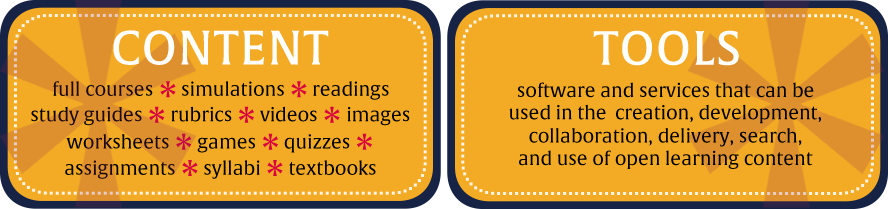 CONTENT
full courses * simulations * readings
study guides * rubrics * videos * images
worksheets * games * quizzes *
assignments * syllabi * textbooks
TOOLS
software and services that can be
used in the creation, development,
collaboration, delivery, search,
and use of open learning content